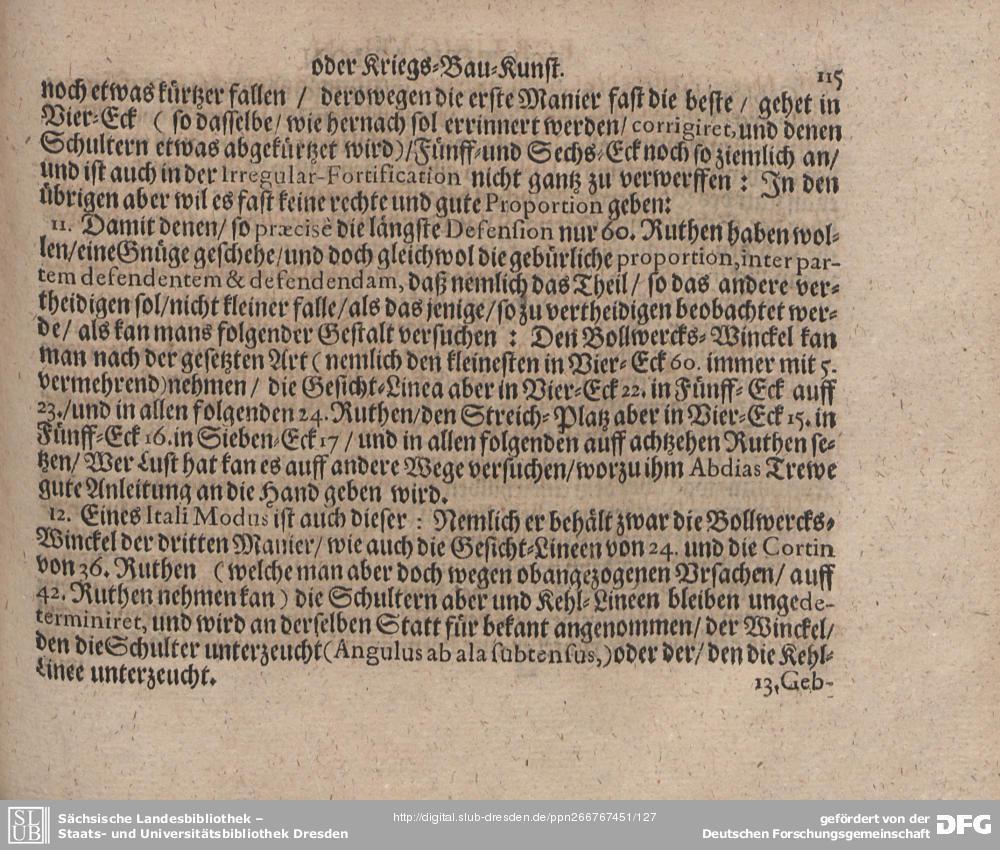 oder Kriegs-Bau-Kunst. 115
noch etwas kürtzer fallen / derowegen die erste Manier fast die beste / gehet in
Vier-Eck ( so dasselbe / wie hernach sol errinnert werden / corrigiret, und denen
Schultern etwas abgekürtzet wird) / Fünff-und Sechs-Eck noch so ziemlich an /
und ist auch in der Irregular-Fortification nicht gantz zu verwerffen : In den
übrigen aber wil es fast keine rechte und gute Proportion geben:
11. Damit denen / so præcisè die längste Defension nur 60. Ruthen haben wol-
len / eine Gnüge geschehe / und doch gleichwol die gebürliche proportion, inter par-
tem defendentem & defendendam, daß nemlich das Theil / so das andere ver-
theidigen sol / nicht kleiner falle / als das jenige / so zu vertheidigen beobachtet wer-
de / als kan mans folgender Gestalt versuchen : Den Bollwercks-Winckel kan
man nach der gesetzten Art ( nemlich den kleinesten in Vier-Eck 60. immer mit 5.
vermehrend) nehmen / die Gesicht-Linea aber in Vier-Eck 22. in Fünff-Eck auff
23. / und in allen folgenden 24. Ruthen / den Streich-Platz aber in Vier-Eck 15. in
Fünff-Eck 16. in Sieben-Eck 17 / und in allen folgenden auff achtzehen Ruthen se-
tzen / Wer Lust hat kan es auff andere Wege versuchen / worzu ihm Abdias Trewe
gute Anleitung an die Hand geben wird.
12. Eines Itali Modus ist auch dieser : Nemlich er behält zwar die Bollwercks-
Winckel der dritten Manier / wie auch die Gesicht-Lineen von 24. und die Cortin
von 36. Ruthen ( welche man aber doch wegen obangezogenen Ursachen / auff
42. Ruthen nehmen kan ) die Schultern aber und Kehl-Lineen bleiben ungede-
terminiret, und wird an derselben Statt für bekant angenommen / der Winckel /
den die Schulter unterzeucht (Angulus ab ala subtensus,) oder der / den die Kehl-
Linee unterzeucht.
13. Geb-
SLUB
Sächsische Landesbibliothek –
Staats- und Universitätsbibliothek Dresden
http://digital.slub-dresden.de/ppn266767451/127
gefördert von der
Deutschen Forschungsgemeinschaft
DFG